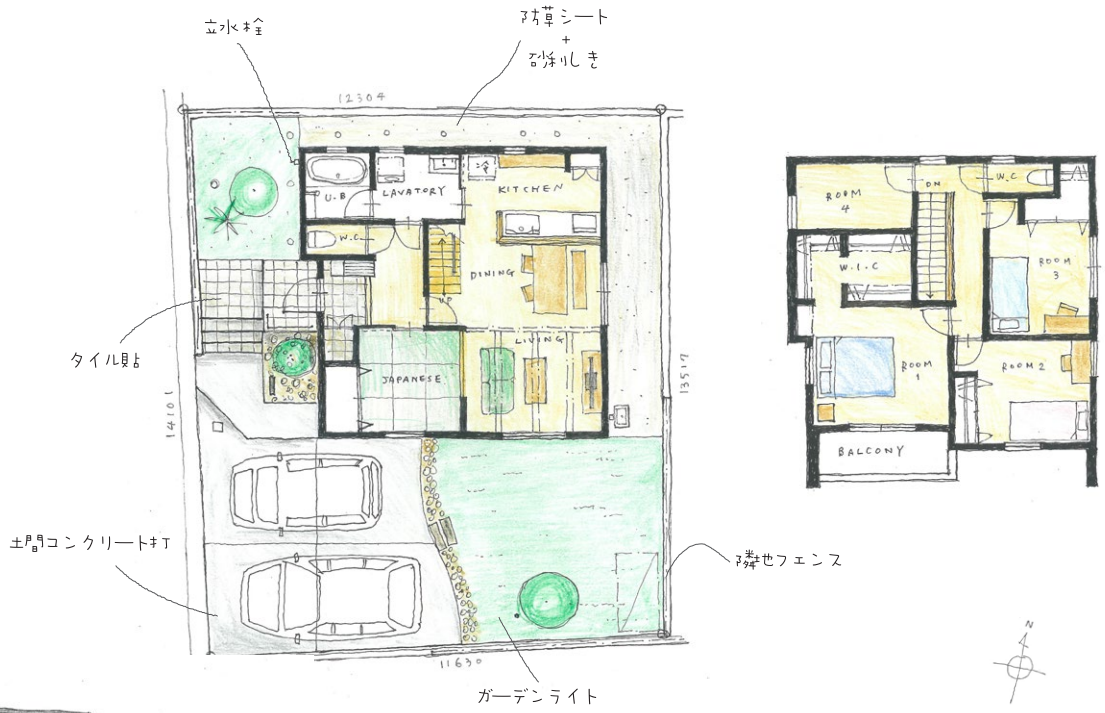 立水栓
防草シート
+
砂利しき
12304
U.B
LAVATORY
冷
KITCHEN
W.C
DINING
UP
LIVING
JAPANESE
タイル貼
14101
13517
土間コンクリート打
隣地フェンス
11630
ガーデンライト
ROOM
4
DN
W.C
W.I.C
ROOM
3
ROOM
1
ROOM2
BALCONY
N